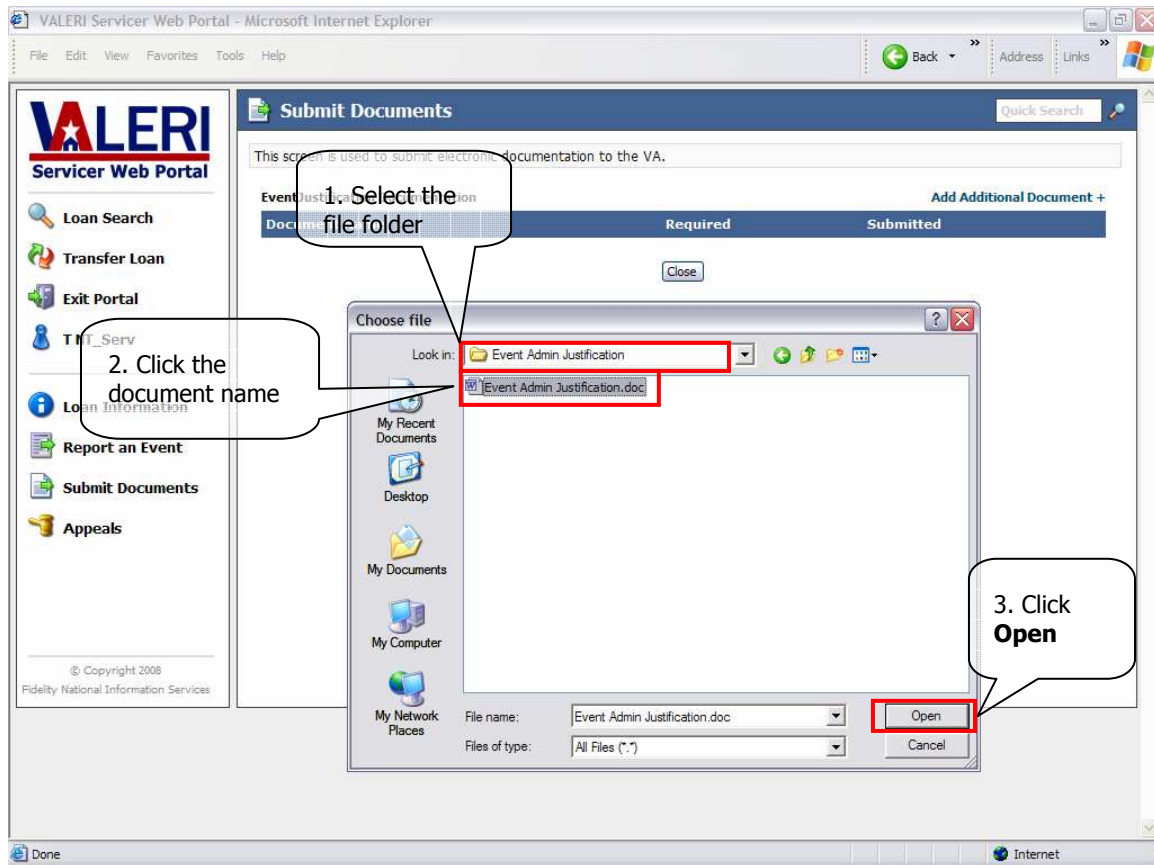 VALERI Servicer Web Portal - Microsoft Internet Explorer
File Edit View Favorites Tools Help
Back
»
Address
Links
»
VALERI
Servicer Web Portal
Loan Search
Transfer Loan
Exit Portal
TNT_Serv
Loan Information
Report an Event
Submit Documents
Appeals
© Copyright 2008
Fidelity National Information Services
Submit Documents
Quick Search
This screen is used to submit electronic documentation to the VA.
Event Add Additional Document +
Required Submitted
Close
1. Select the
file folder
2. Click the
document name
Choose file
?
Look in: Event Admin Justification
Event Admin Justification.doc
My Recent
Documents
Desktop
My Documents
My Computer
My Network
Places
File name: Event Admin Justification.doc
Open
Files of type: All Files (*.*)
Cancel
3. Click
Open
Done
Internet